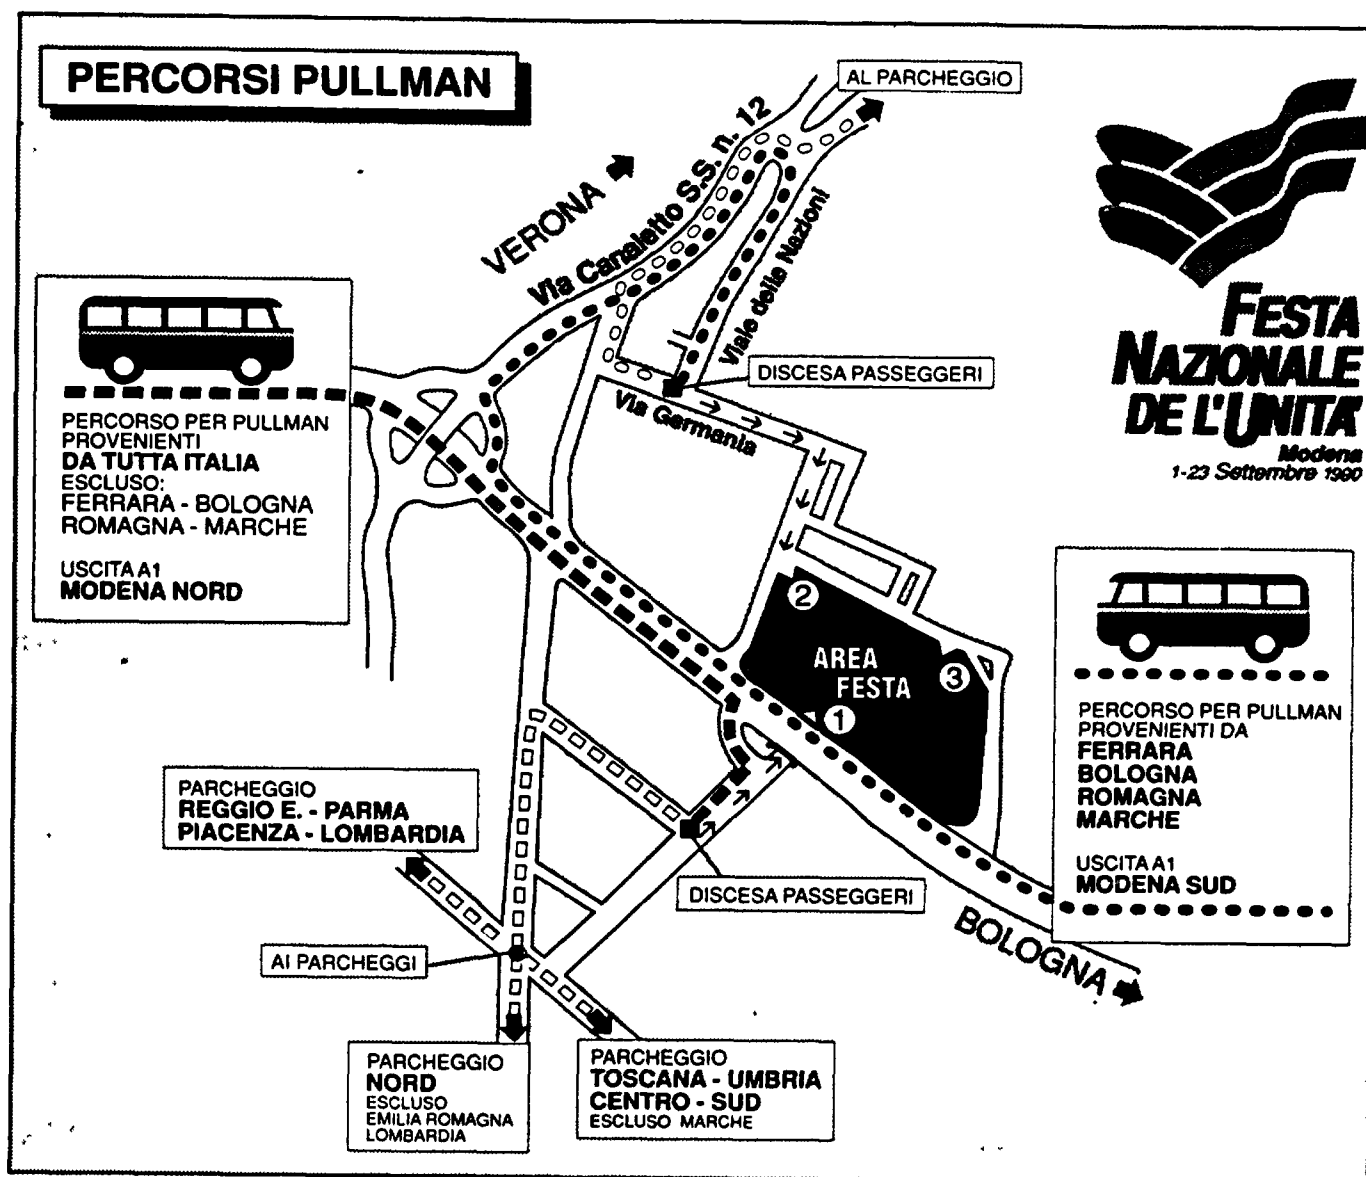 PERCORSI PULLMAN
AL PARCHEGGIO
VERONA
Via Canaletto S.S. n. 12
Viale delle Nazioni
FESTA
NAZIONALE
DE L'UNITA'
Modena
1-23 Settembre 1990
PERCORSO PER PULLMAN
PROVENIENTI
DA TUTTA ITALIA
ESCLUSO:
FERRARA - BOLOGNA
ROMAGNA - MARCHE
USCITA A1
MODENA NORD
DISCESA PASSEGGERI
Via Germania
2
AREA
FESTA
3
1
PERCORSO PER PULLMAN
PROVENIENTI DA
FERRARA
BOLOGNA
ROMAGNA
MARCHE
USCITA A1
MODENA SUD
PARCHEGGIO
REGGIO E. - PARMA
PIACENZA - LOMBARDIA
DISCESA PASSEGGERI
BOLOGNA
AI PARCHEGGI
PARCHEGGIO
NORD
ESCLUSO
EMILIA ROMAGNA
LOMBARDIA
PARCHEGGIO
TOSCANA - UMBRIA
CENTRO - SUD
ESCLUSO MARCHE